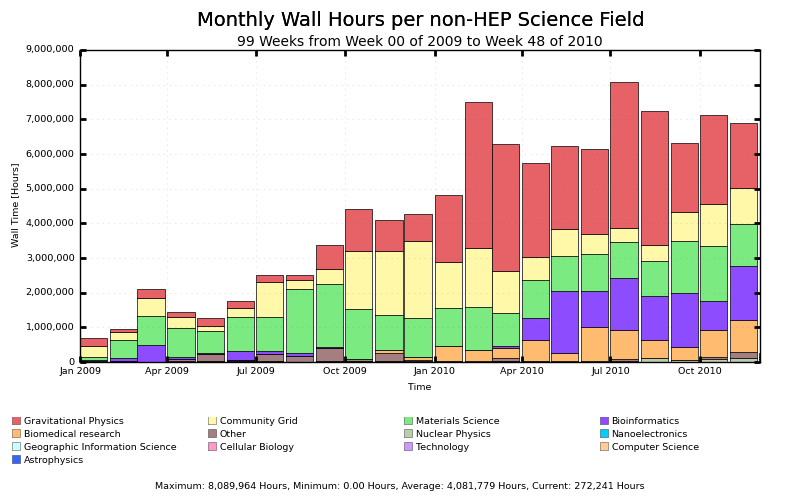 Monthly Wall Hours per non-HEP Science Field
99 Weeks from Week 00 of 2009 to Week 48 of 2010
9,000,000
8,000,000
7,000,000
6,000,000
5,000,000
4,000,000
3,000,000
2,000,000
1,000,000
0
Wall Time [Hours]
Jan 2009 Apr 2009 Jul 2009 Oct 2009 Jan 2010 Apr 2010 Jul 2010 Oct 2010
Time
Gravitational Physics Community Grid Materials Science Bioinformatics
Biomedical research Other Nuclear Physics Nanoelectronics
Geographic Information Science Cellular Biology Technology Computer Science
Astrophysics
Maximum: 8,089,964 Hours, Minimum: 0.00 Hours, Average: 4,081,779 Hours, Current: 272,241 Hours